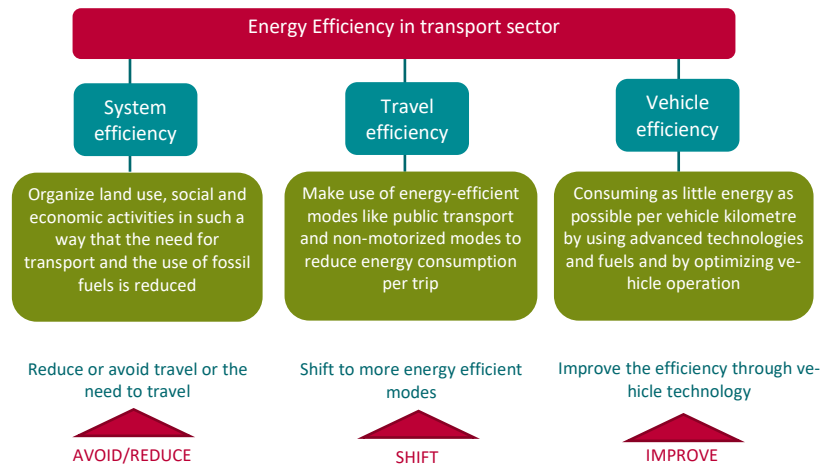 Energy Efficiency in transport sector
System
efficiency
Travel
efficiency
Vehicle
efficiency
Organize land use, social and
economic activities in such a
way that the need for
transport and the use of fossil
fuels is reduced
Make use of energy-efficient
modes like public transport
and non-motorized modes to
reduce energy consumption
per trip
Consuming as little energy as
possible per vehicle kilometre
by using advanced technologies
and fuels and by optimizing ve-
hicle operation
Reduce or avoid travel or the
need to travel
Shift to more energy efficient
modes
Improve the efficiency through ve-
hicle technology
AVOID/REDUCE
SHIFT
IMPROVE